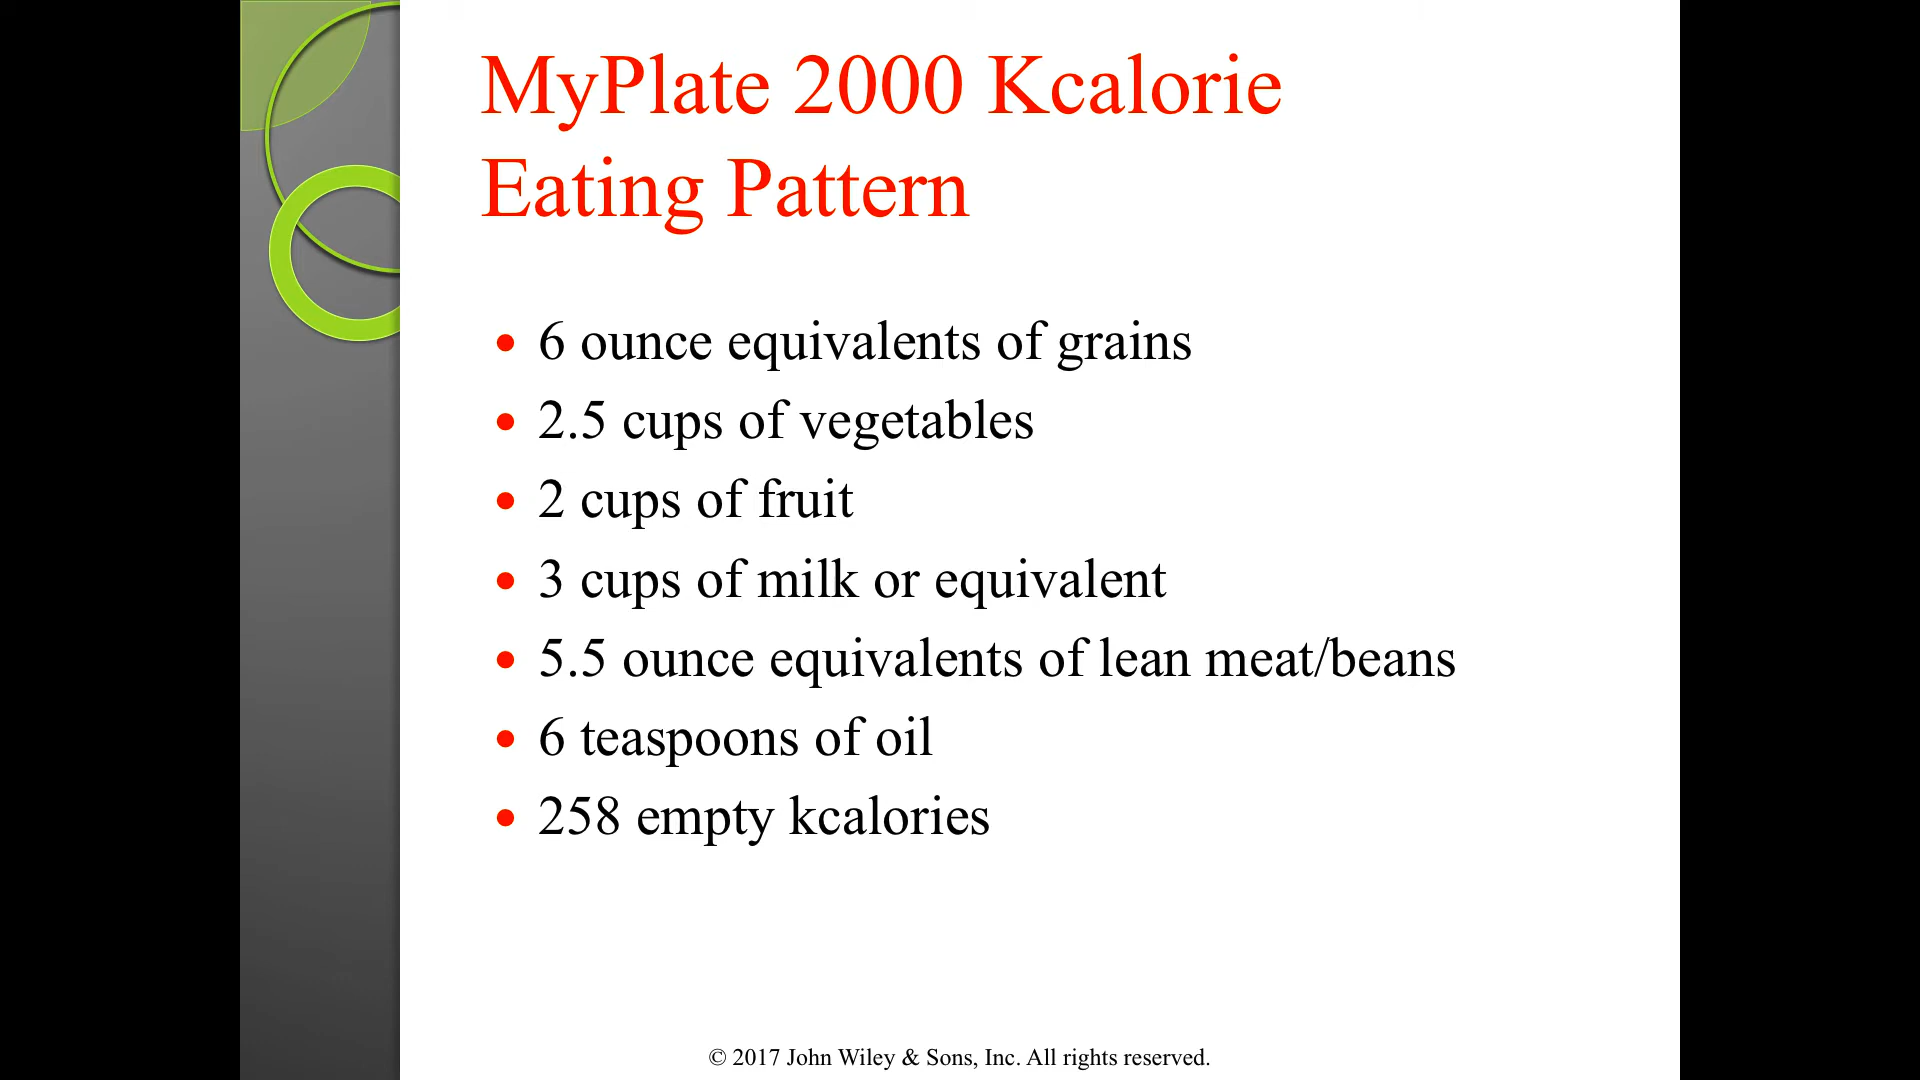 MyPlate 2000 Kcalorie
Eating Pattern
• 6 ounce equivalents of grains
• 2.5 cups of vegetables
• 2 cups of fruit
• 3 cups of milk or equivalent
• 5.5 ounce equivalents of lean meat/beans
• 6 teaspoons of oil
• 258 empty kcalories
© 2017 John Wiley & Sons, Inc. All rights reserved.